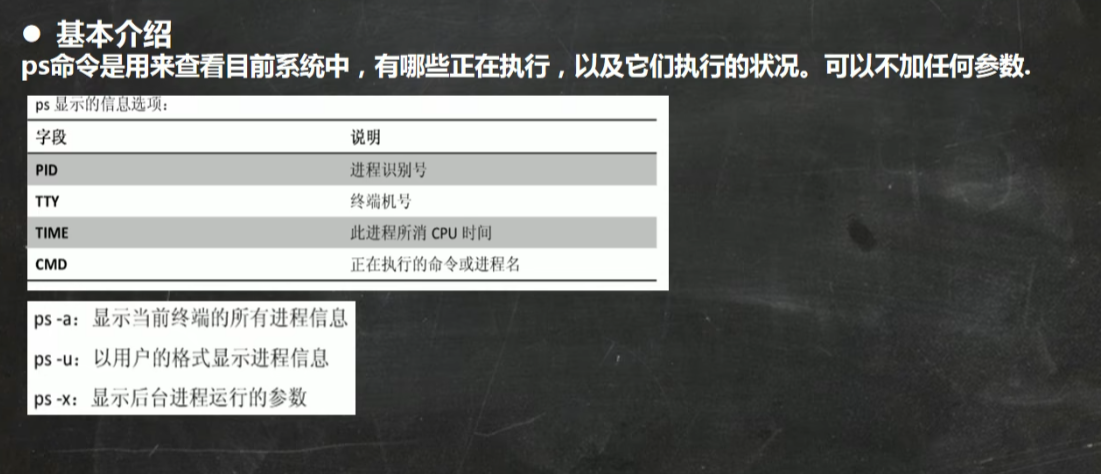 ● 基本介绍
ps命令是用来查看目前系统中，有哪些正在执行，以及它们执行的状况。可以不加任何参数.
ps 显示的信息选项：
字段 说明
PID 进程识别号
TTY 终端机号
TIME 此进程所消 CPU 时间
CMD 正在执行的命令或进程名
ps -a：显示当前终端的所有进程信息
ps -u：以用户的格式显示进程信息
ps -x：显示后台进程运行的参数